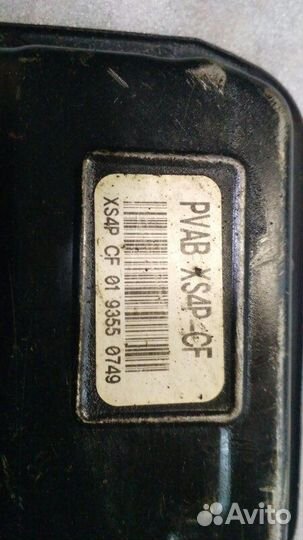 PVAB XS4P-CF
XS4P CF 01 9355 0749
Avito